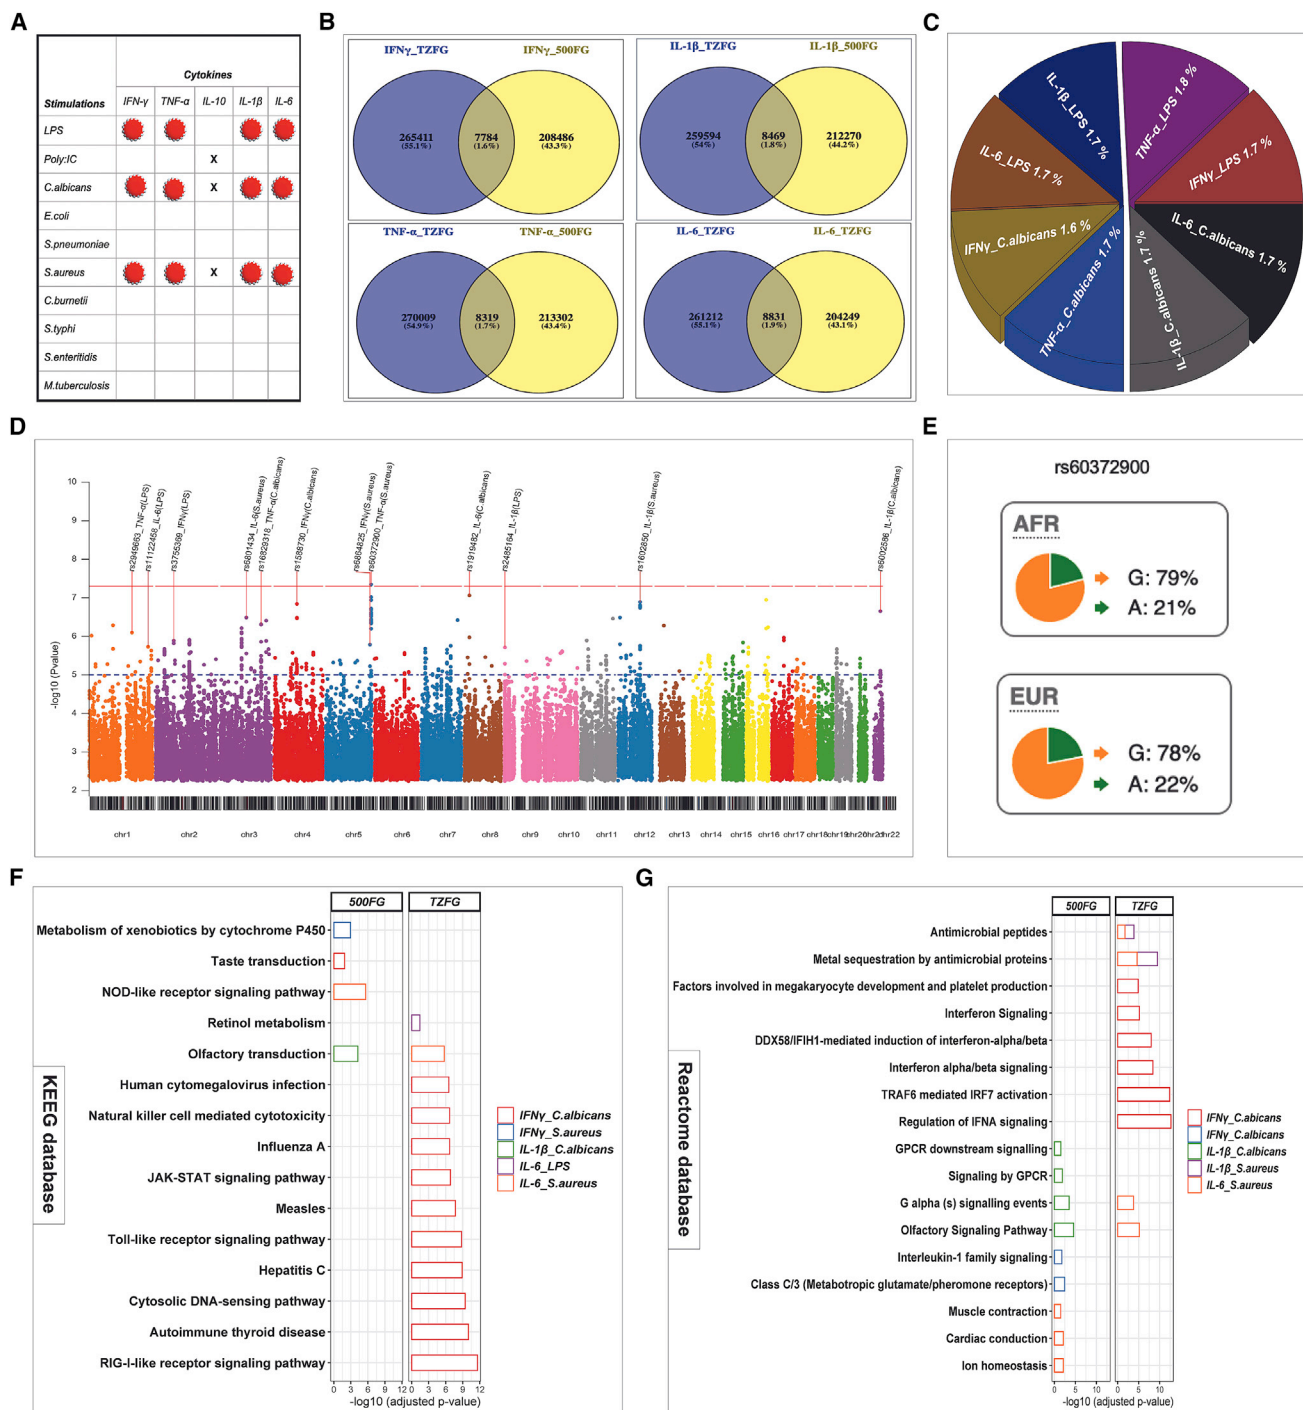 A
Cytokines
Stimulations IFN-γ TNF-α IL-10 IL-1β IL-6
LPS
Poly:IC X
C.albicans X
E.coli
S.pneumoniae
S.aureus X
C.burnetii
S.typhi
S.enteritidis
M.tuberculosis
B
IFNγ_TZFG IFNγ_500FG
265411 7784 208486
(55.1%) (1.6%) (43.3%)
IL-1β_TZFG IL-1β_500FG
259594 8469 212270
(54%) (1.8%) (44.2%)
TNF-α_TZFG TNF-α_500FG
270009 8319 213302
(54.9%) (1.7%) (43.4%)
IL-6_TZFG IL-6_TZFG
261212 8831 204249
(55.1%) (1.9%) (43.1%)
C
IL-1β_LPS 1.7 %
TNF-α_LPS 1.8 %
IL-6_LPS 1.7 %
IFNγ_LPS 1.7 %
IFNγ_C.albicans 1.6 %
IL-6_C.albicans 1.7 %
TNF-α_C.albicans 1.7 %
IL-1β_C.albicans 1.7 %
D
rs2949663_TNF-α(LPS)
rs11122458_IL-6(LPS)
rs3755369_IFNγ(LPS)
rs6801434_IL-6(S.aureus)
rs16829318_TNF-α(C.albicans)
rs1588730_IFNγ(C.albicans)
rs6864825_IFNγ(S.aureus)
rs60372900_TNF-α(S.aureus)
rs1919482_IL-6(C.albicans)
rs2485164_IL-1β(LPS)
rs1602850_IL-1β(S.aureus)
rs6002586_IL-1β(C.albicans)
-log10 (Pvalue)
10
9
8
7
6
5
4
3
2
chr1 chr2 chr3 chr4 chr5 chr6 chr7 chr8 chr9 chr10 chr11 chr12 chr13 chr14 chr15 chr16 chr17 chr18 chr19 chr20 chr21 chr22
E
rs60372900
AFR
G: 79%
A: 21%
EUR
G: 78%
A: 22%
F
KEEG database
500FG TZFG
Metabolism of xenobiotics by cytochrome P450
Taste transduction
NOD-like receptor signaling pathway
Retinol metabolism
Olfactory transduction
Human cytomegalovirus infection
Natural killer cell mediated cytotoxicity
Influenza A
JAK-STAT signaling pathway
Measles
Toll-like receptor signaling pathway
Hepatitis C
Cytosolic DNA-sensing pathway
Autoimmune thyroid disease
RIG-I-like receptor signaling pathway
0 3 6 9 12 0 3 6 9 12
-log10 (adjusted p-value)
IFNγ_C.albicans
IFNγ_S.aureus
IL-1β_C.albicans
IL-6_LPS
IL-6_S.aureus
G
Reactome database
500FG TZFG
Antimicrobial peptides
Metal sequestration by antimicrobial proteins
Factors involved in megakaryocyte development and platelet production
Interferon Signaling
DDX58/IFIH1-mediated induction of interferon-alpha/beta
Interferon alpha/beta signaling
TRAF6 mediated IRF7 activation
Regulation of IFNA signaling
GPCR downstream signalling
Signaling by GPCR
G alpha (s) signalling events
Olfactory Signaling Pathway
Interleukin-1 family signaling
Class C/3 (Metabotropic glutamate/pheromone receptors)
Muscle contraction
Cardiac conduction
Ion homeostasis
0 5 10 0 5 10
-log10 (adjusted p-value)
IFNγ_C.abicans
IFNγ_C.albicans
IL-1β_C.albicans
IL-1β_S.aureus
IL-6_S.aureus